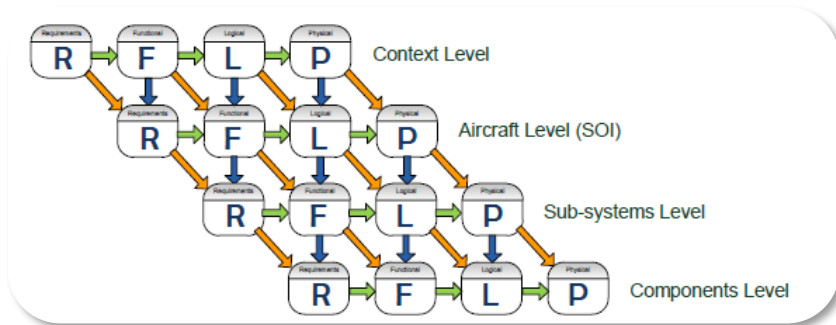 Requirements Functional Logical Physical
R F L P Context Level
Requirements Functional Logical Physical
R F L P Aircraft Level (SOI)
Requirements Functional Logical Physical
R F L P Sub-systems Level
Requirements Functional Logical Physical
R F L P Components Level